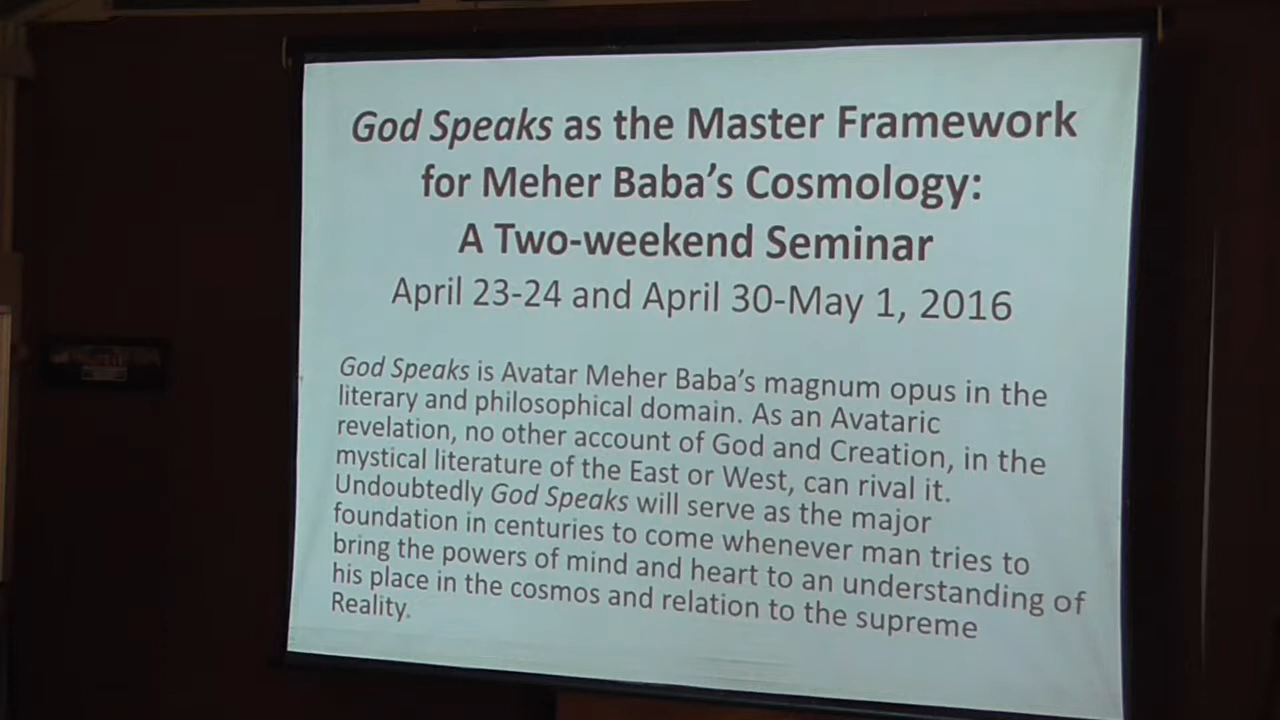 God Speaks as the Master Framework
for Meher Baba's Cosmology:
A Two-weekend Seminar
April 23-24 and April 30-May 1, 2016
God Speaks is Avatar Meher Baba's magnum opus in the
literary and philosophical domain. As an Avataric
revelation, no other account of God and Creation, in the
mystical literature of the East or West, can rival it.
Undoubtedly God Speaks will serve as the major
foundation in centuries to come whenever man tries to
bring the powers of mind and heart to an understanding of
his place in the cosmos and relation to the supreme
Reality.